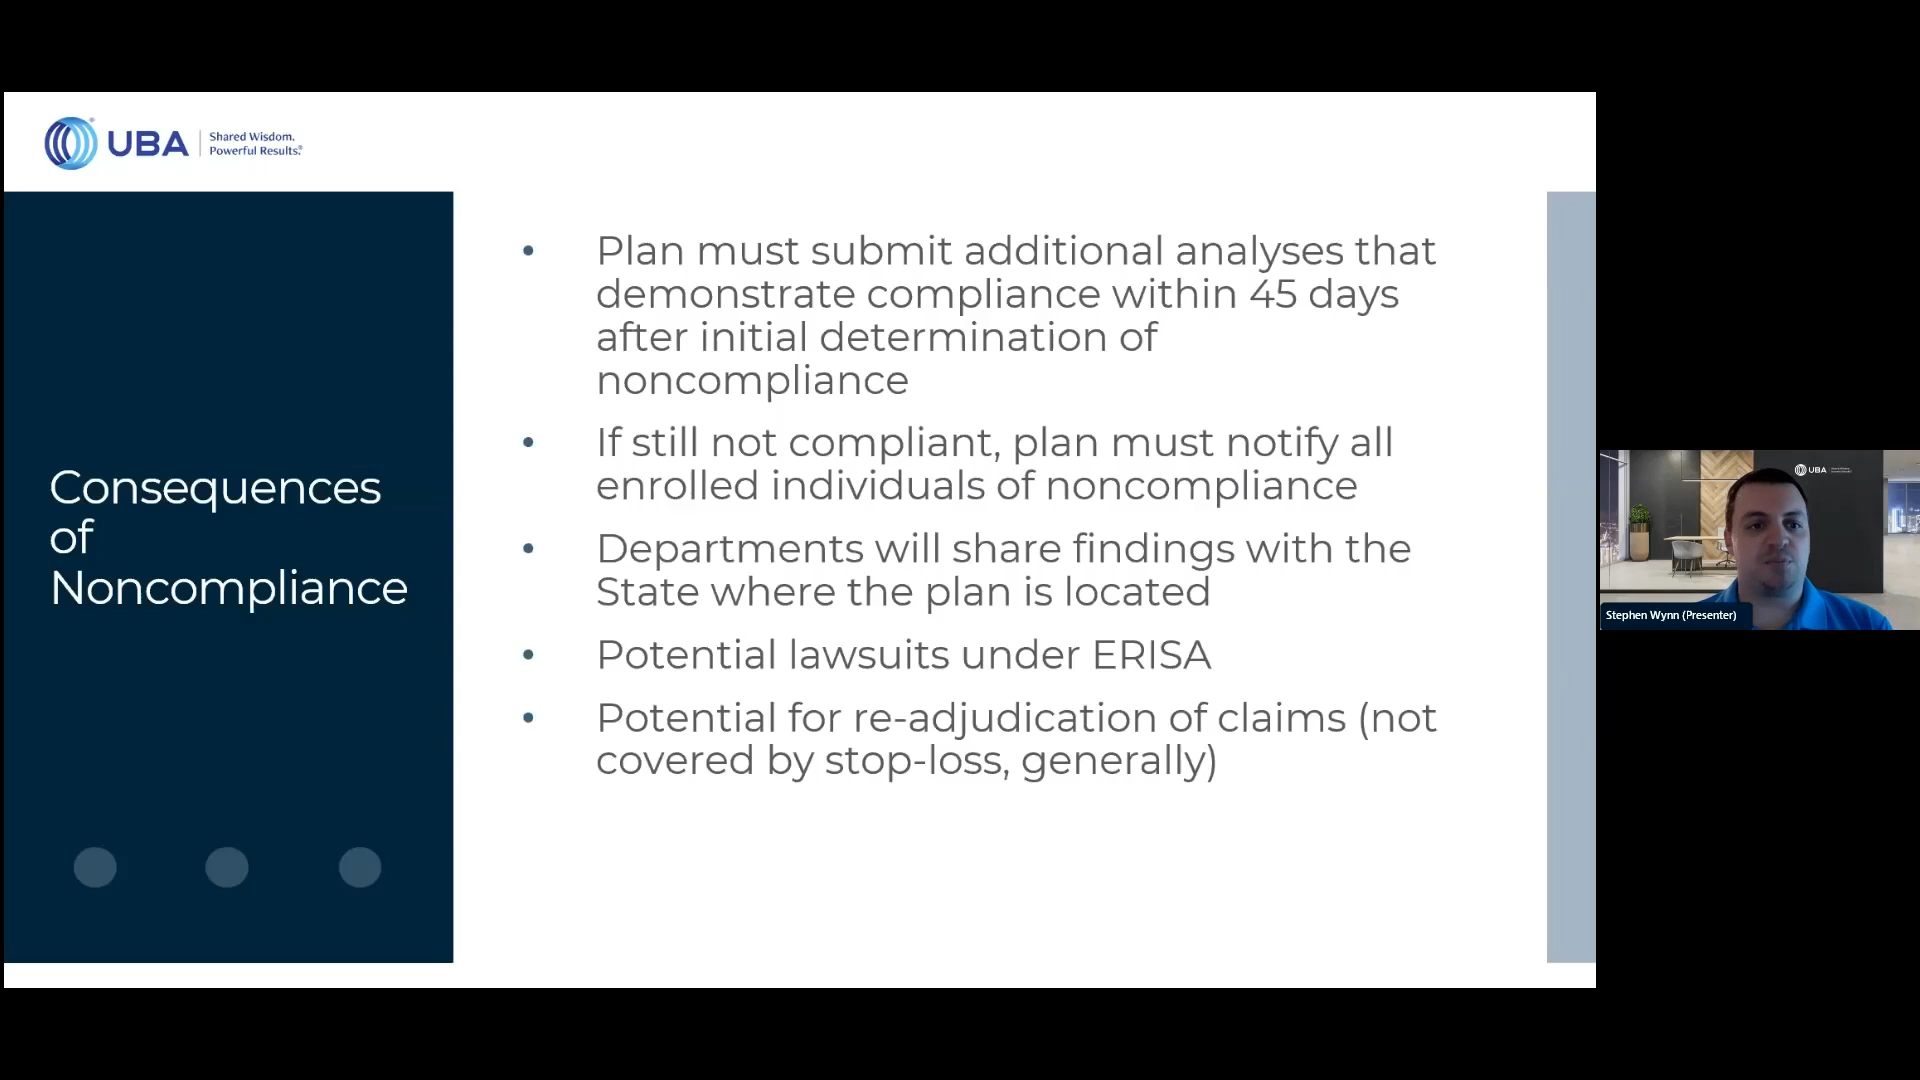 UBA
Shared Wisdom.
Powerful Results.®
Consequences
of
Noncompliance
• Plan must submit additional analyses that
demonstrate compliance within 45 days
after initial determination of
noncompliance
• If still not compliant, plan must notify all
enrolled individuals of noncompliance
• Departments will share findings with the
State where the plan is located
• Potential lawsuits under ERISA
• Potential for re-adjudication of claims (not
covered by stop-loss, generally)
UBA
Stephen Wynn (Presenter)